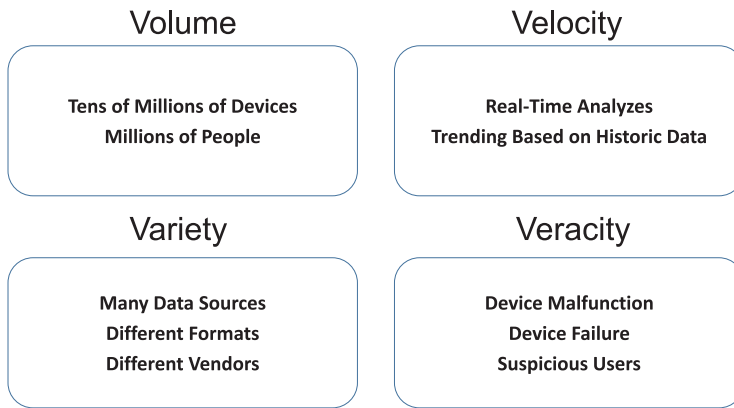 Volume
Tens of Millions of Devices
Millions of People
Velocity
Real-Time Analyzes
Trending Based on Historic Data
Variety
Many Data Sources
Different Formats
Different Vendors
Veracity
Device Malfunction
Device Failure
Suspicious Users